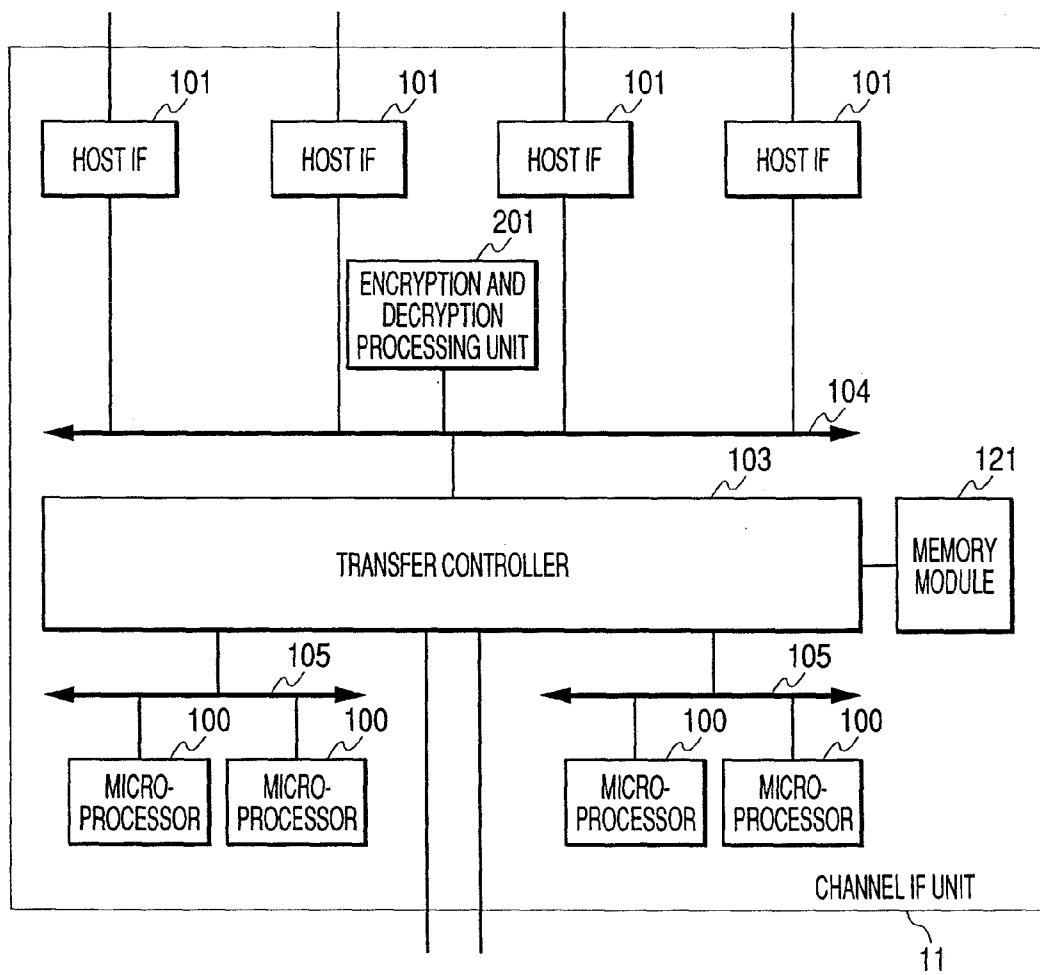 101 101 101 101
HOST IF HOST IF HOST IF HOST IF
201
ENCRYPTION AND
DECRYPTION
PROCESSING UNIT
104
103 121
TRANSFER CONTROLLER
MEMORY
MODULE
105 105
100 100 100 100
MICRO-
PROCESSOR
MICRO-
PROCESSOR
MICRO-
PROCESSOR
MICRO-
PROCESSOR
CHANNEL IF UNIT
11